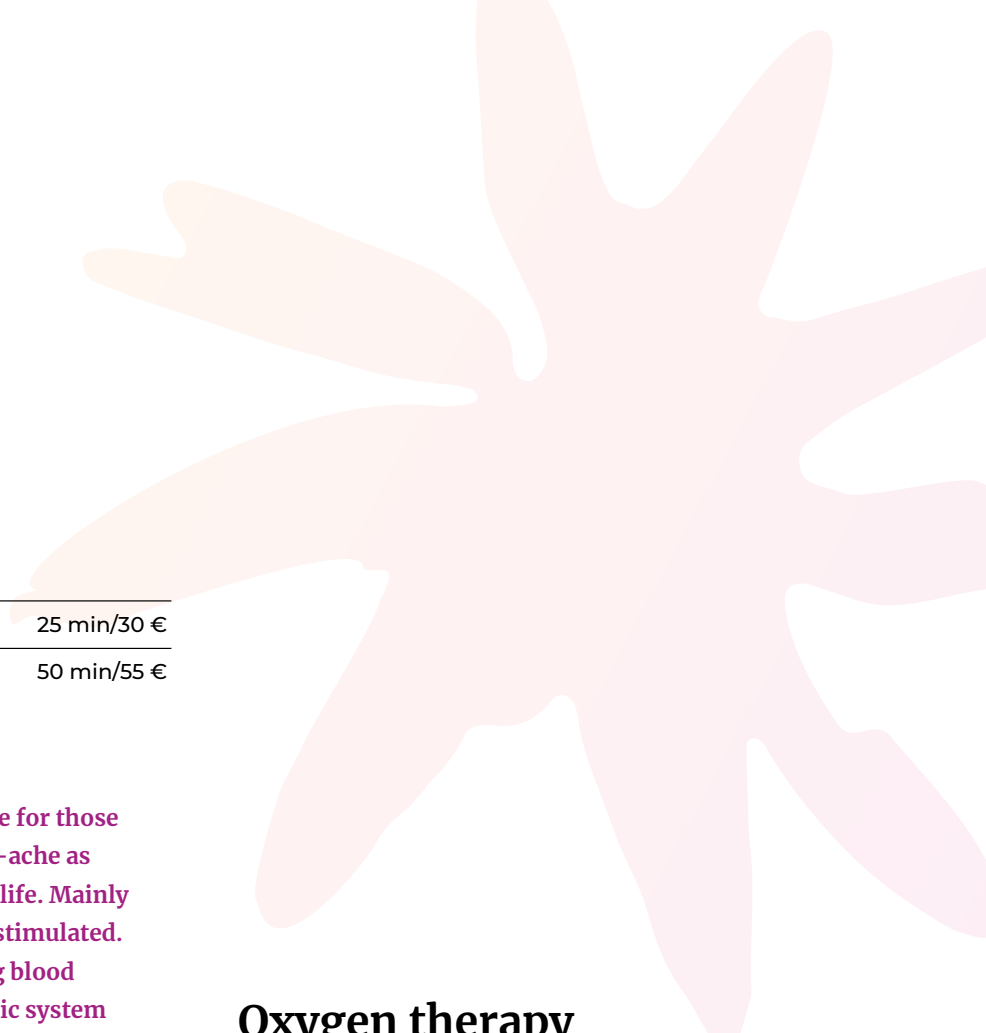 25 min/30 €
50 min/55 €
e for those
-ache as
life. Mainly
stimulated.
g blood
ic system
Oxygen therapy